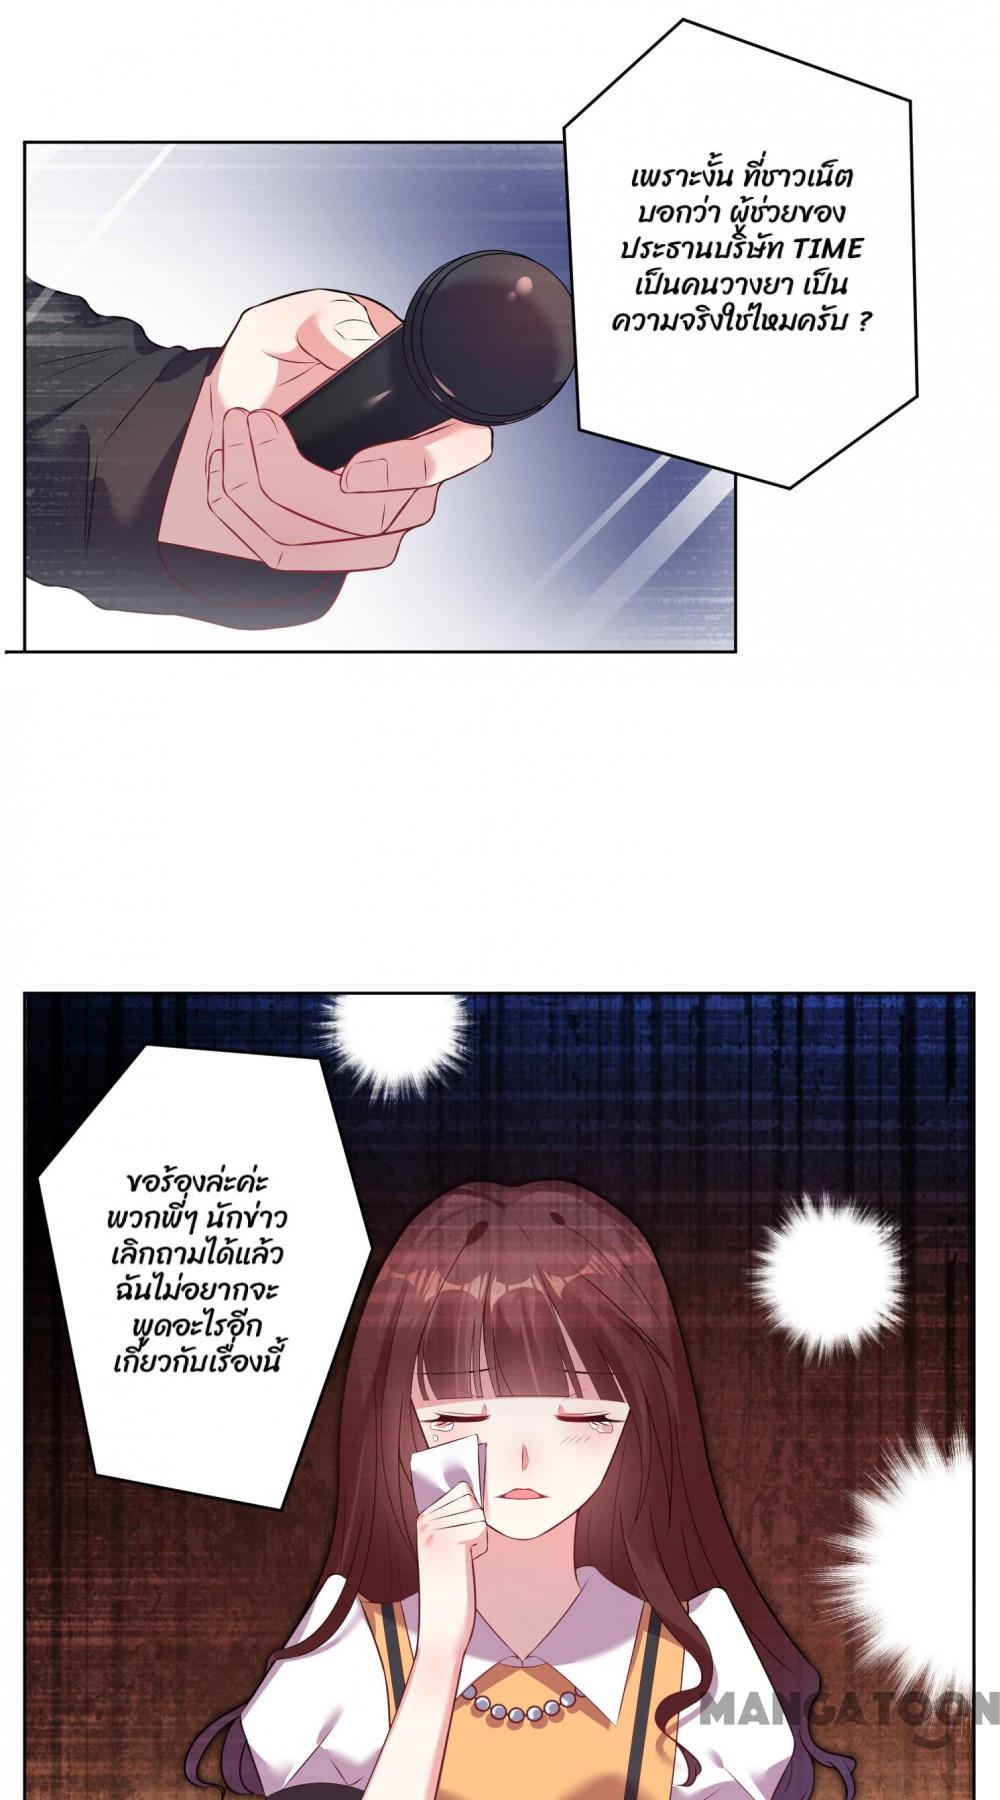 เพราะงั้น ที่ชาวเน็ต
บอกว่า ผู้ช่วยของ
ประธานบริษัท TIME
เป็นคนวางยา เป็น
ความจริงใช่ไหมครับ ?
ขอร้องล่ะค่ะ
พวกพี่ๆ นักข่าว
เลิกถามได้แล้ว
ฉันไม่อยากจะ
พูดอะไรอีก
เกี่ยวกับเรื่องนี้
MANGATOON